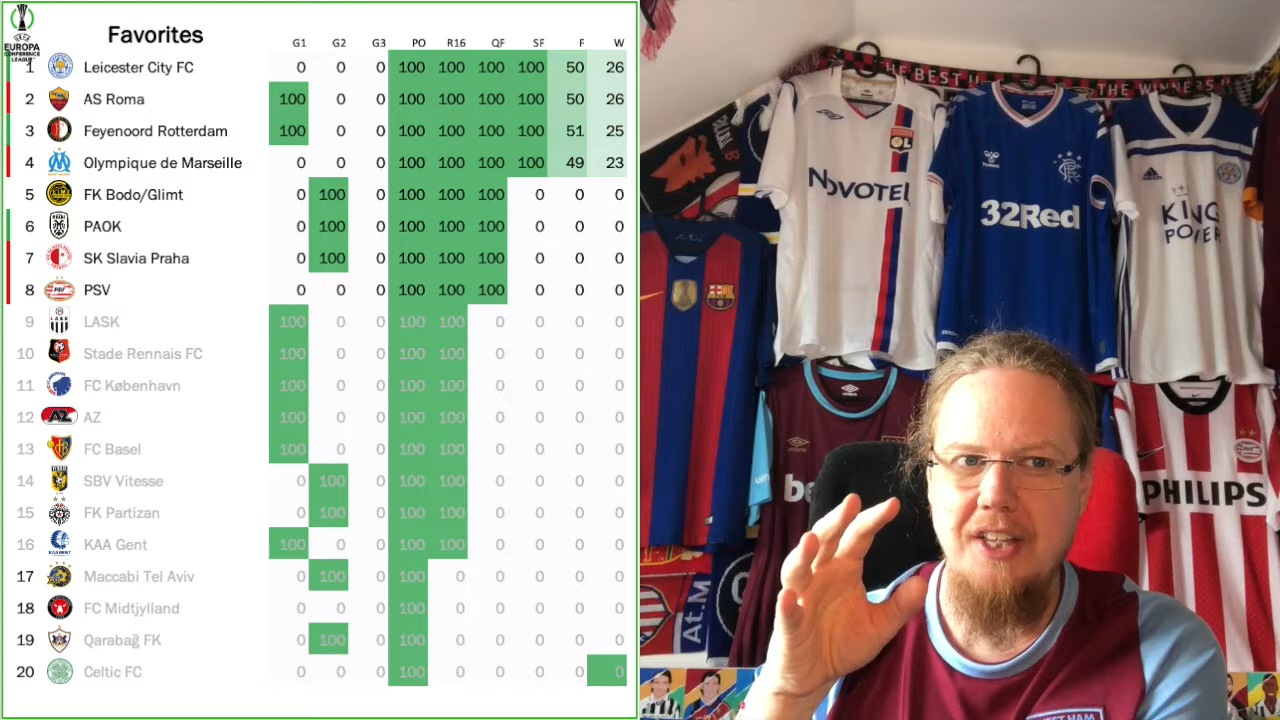 UEFA
EUROPA
CONFERENCE
LEAGUE
Favorites
G1 G2 G3 PO R16 QF SF F W
1 Leicester City FC 0 0 0 100 100 100 100 50 26
2 AS Roma 100 0 0 100 100 100 100 50 26
3 Feyenoord Rotterdam 100 0 0 100 100 100 100 51 25
4 Olympique de Marseille 0 0 0 100 100 100 100 49 23
5 FK Bodo/Glimt 0 100 0 100 100 100 0 0 0
6 PAOK 0 100 0 100 100 100 0 0 0
7 SK Slavia Praha 0 100 0 100 100 100 0 0 0
8 PSV 0 0 0 100 100 100 0 0 0
9 LASK 100 0 0 100 100 0 0 0 0
10 Stade Rennais FC 100 0 0 100 100 0 0 0 0
11 FC København 100 0 0 100 100 0 0 0 0
12 AZ 100 0 0 100 100 0 0 0 0
13 FC Basel 100 0 0 100 100 0 0 0 0
14 SBV Vitesse 0 100 0 100 100 0 0 0 0
15 FK Partizan 0 100 0 100 100 0 0 0 0
16 KAA Gent 100 0 0 100 100 0 0 0 0
17 Maccabi Tel Aviv 0 100 0 100 0 0 0 0 0
18 FC Midtjylland 0 0 0 100 0 0 0 0 0
19 Qarabağ FK 0 100 0 100 0 0 0 0 0
20 Celtic FC 0 0 0 100 0 0 0 0 0
THE BEST
THE WINNERS
OL
NOVOTEL
32Red
KING
POWER
be
PHILIPS
PSV
At.M
WEST HAM